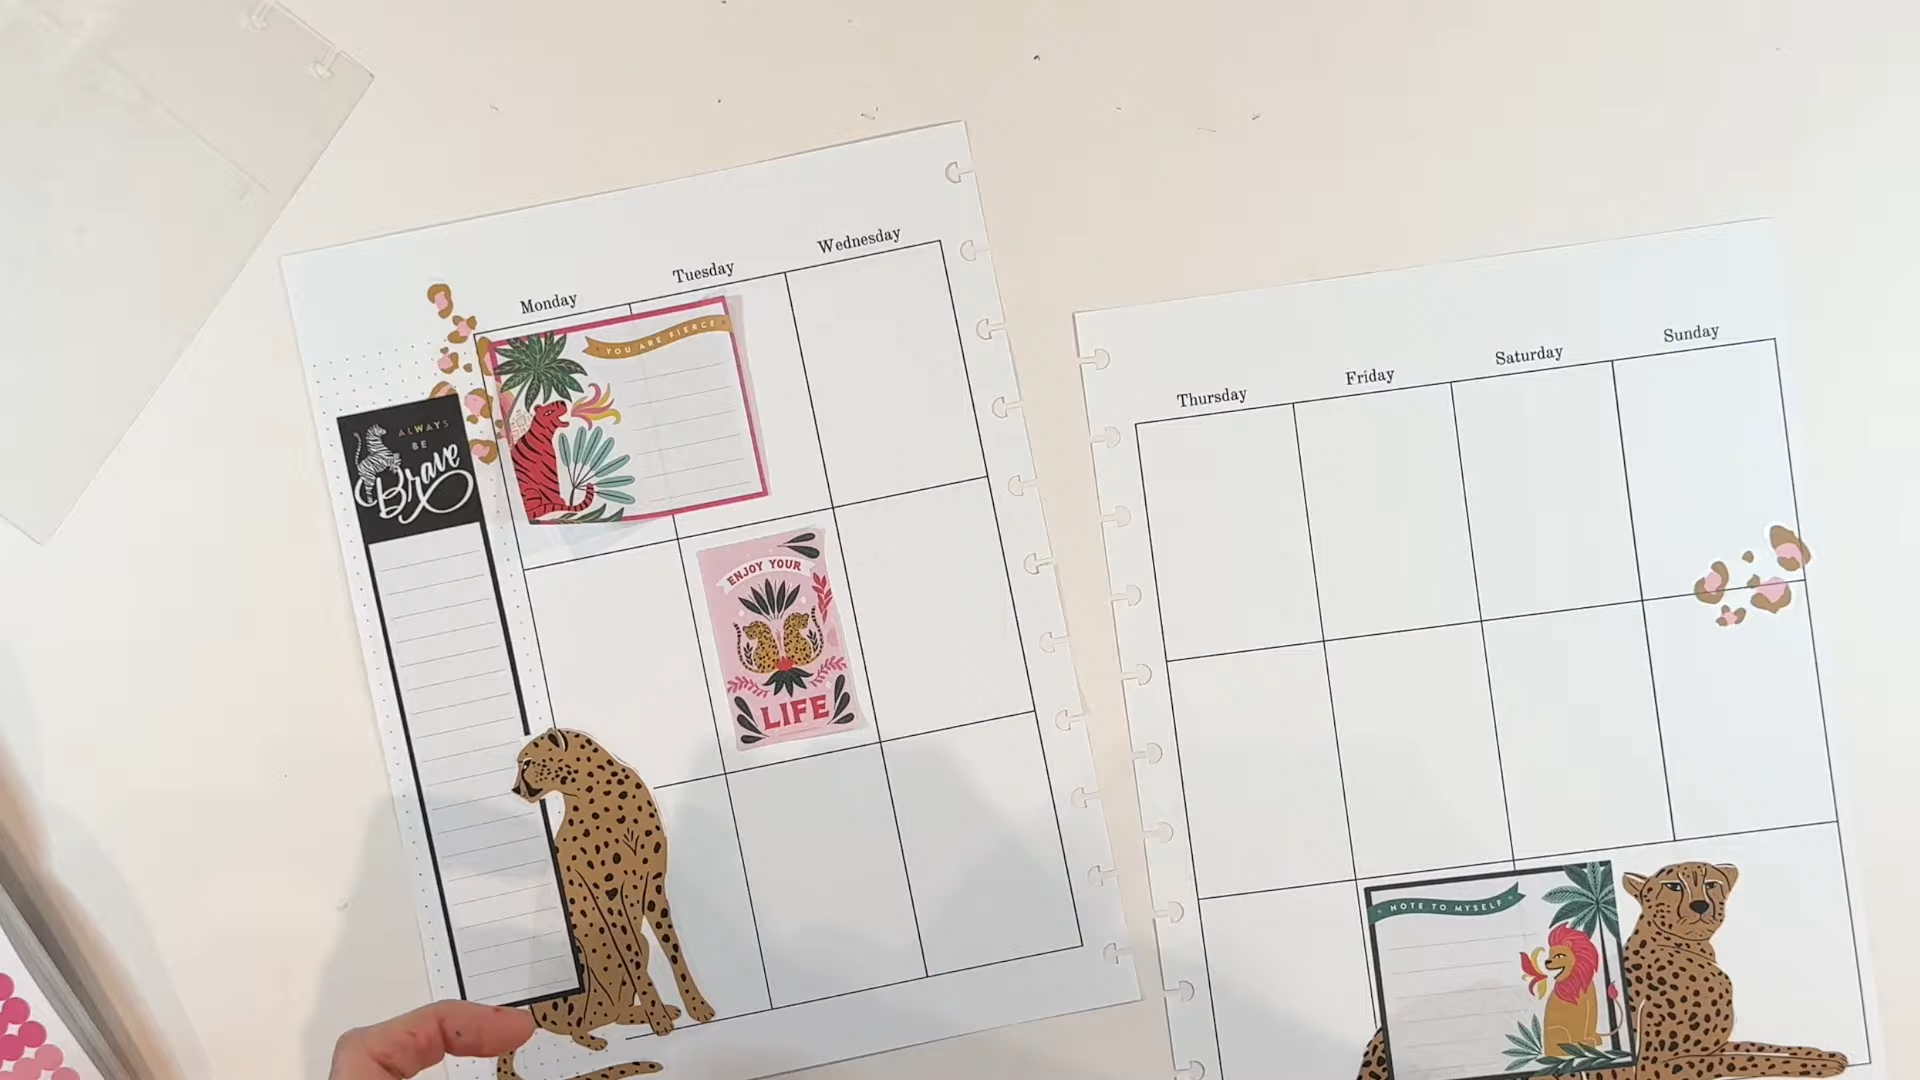 Monday
Tuesday
Wednesday
YOU ARE FIERCE
ALWAYS
BE
Brave
ENJOY YOUR
LIFE
Thursday
Friday
Saturday
Sunday
NOTE TO MYSELF